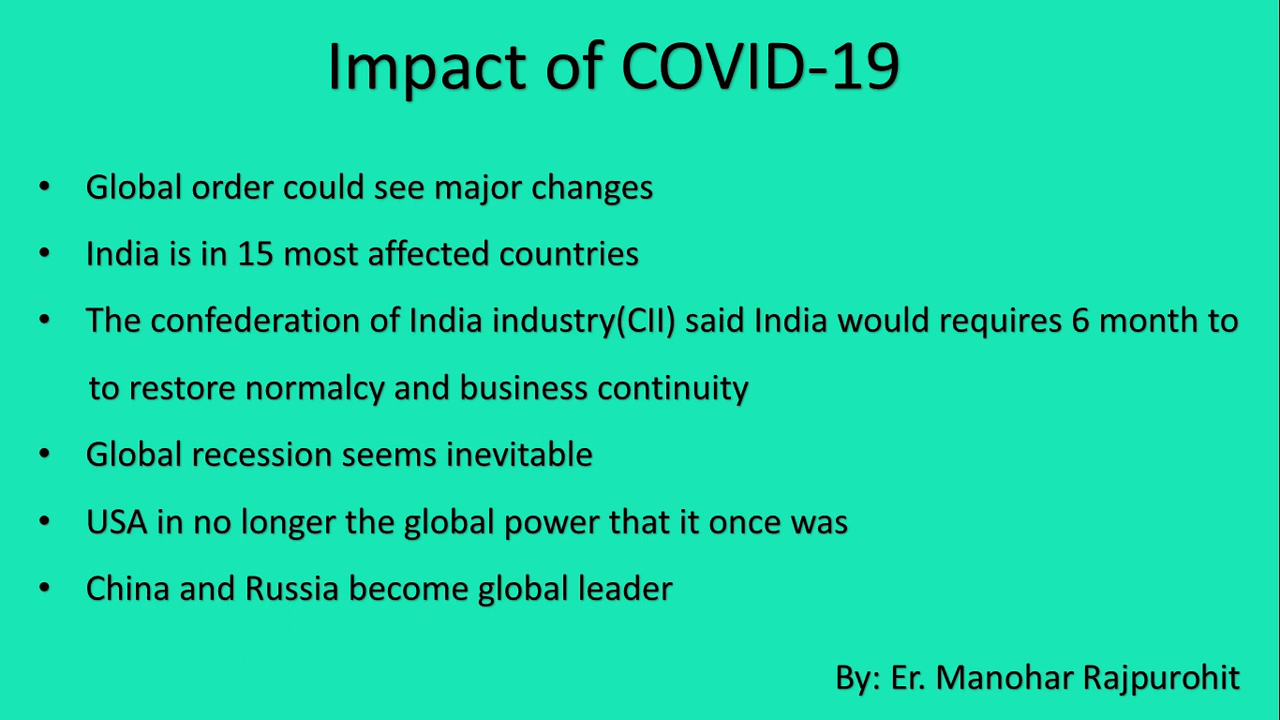 Impact of COVID-19
• Global order could see major changes
• India is in 15 most affected countries
• The confederation of India industry(CII) said India would requires 6 month to
to restore normalcy and business continuity
• Global recession seems inevitable
• USA in no longer the global power that it once was
• China and Russia become global leader
By: Er. Manohar Rajpurohit